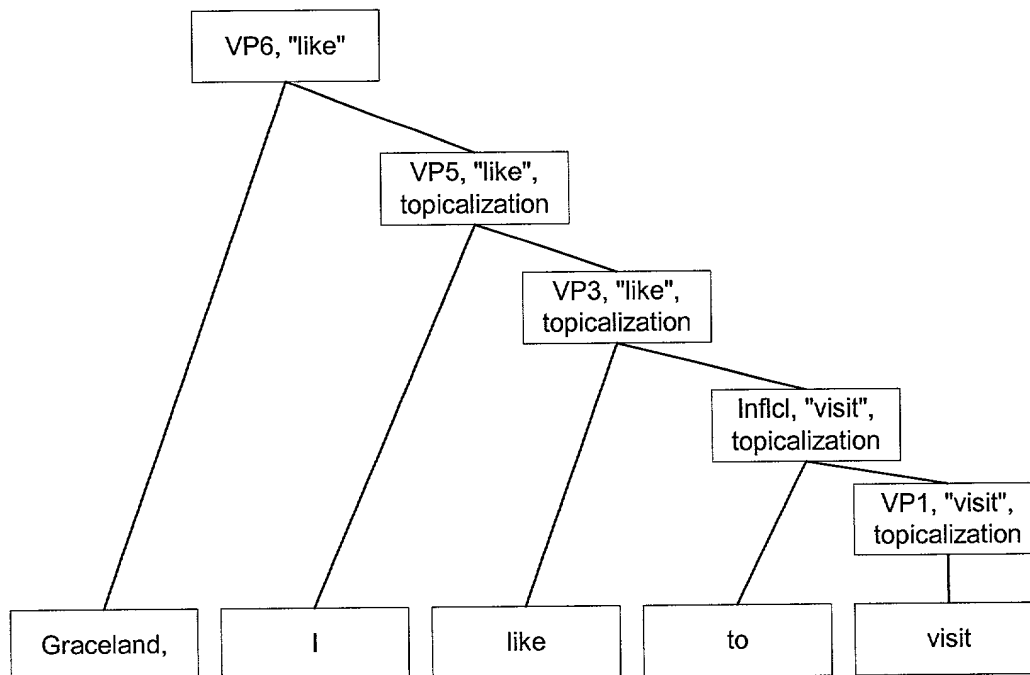 VP6, "like"
VP5, "like",
topicalization
VP3, "like",
topicalization
Inflcl, "visit",
topicalization
VP1, "visit",
topicalization
Graceland,
I
like
to
visit